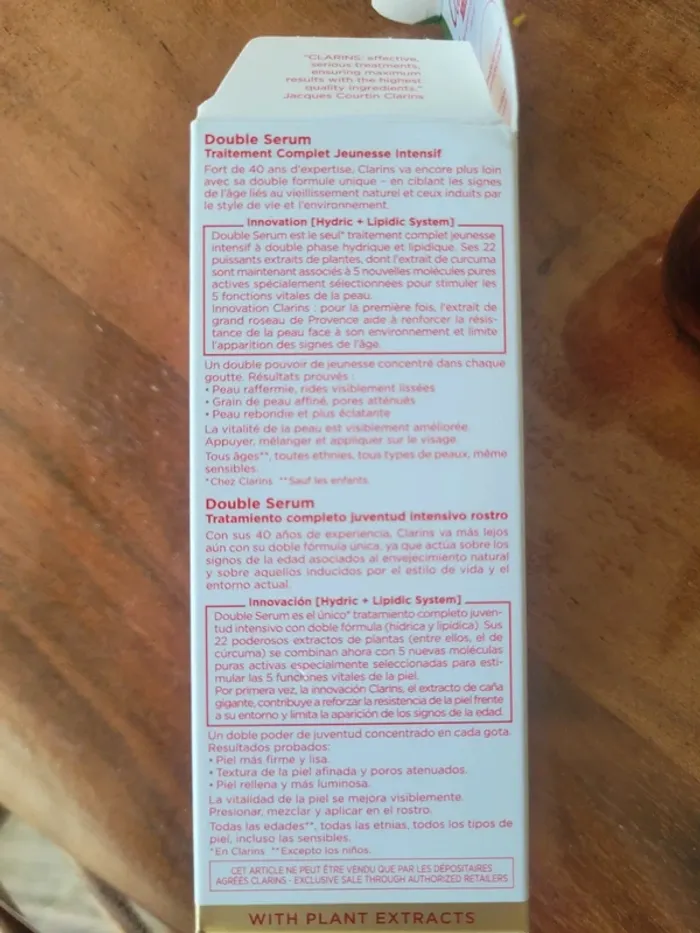 "CLARINS: effective,
serious treatments,
ensuring maximum
results with the highest
quality ingredients."
Jacques Courtin Clarins
Double Serum
Traitement Complet Jeunesse Intensif
Fort de 40 ans d'expertise, Clarins va encore plus loin
avec sa double formule unique - en ciblant les signes
de l'âge liés au vieillissement naturel et ceux induits par
le style de vie et l'environnement.
Innovation [Hydric + Lipidic System]
Double Serum est le seul* traitement complet jeunesse
intensif à double phase hydrique et lipidique. Ses 22
puissants extraits de plantes, dont l'extrait de curcuma
sont maintenant associés à 5 nouvelles molécules pures
actives spécialement sélectionnées pour stimuler les
5 fonctions vitales de la peau.
Innovation Clarins : pour la première fois, l'extrait de
grand roseau de Provence aide à renforcer la résis-
tance de la peau face à son environnement et limite
l'apparition des signes de l'âge.
Un double pouvoir de jeunesse concentré dans chaque
goutte. Résultats prouvés :
• Peau raffermie, rides visiblement lissées
• Grain de peau affiné, pores atténués
• Peau rebondie et plus éclatante
La vitalité de la peau est visiblement améliorée.
Appuyer, mélanger et appliquer sur le visage.
Tous âges**, toutes ethnies, tous types de peaux, même
sensibles.
*Chez Clarins **Sauf les enfants.
Double Serum
Tratamiento completo juventud intensivo rostro
Con sus 40 años de experiencia, Clarins va más lejos
aún con su doble fórmula única, ya que actúa sobre los
signos de la edad asociados al envejecimiento natural
y sobre aquellos inducidos por el estilo de vida y el
entorno actual.
Innovación [Hydric + Lipidic System]
Double Serum es el único* tratamiento completo juven-
tud intensivo con doble fórmula (hídrica y lipídica). Sus
22 poderosos extractos de plantas (entre ellos, el de
cúrcuma) se combinan ahora con 5 nuevas moléculas
puras activas especialmente seleccionadas para esti-
mular las 5 funciones vitales de la piel.
Por primera vez, la innovación Clarins, el extracto de caña
gigante, contribuye a reforzar la resistencia de la piel frente
a su entorno y limita la aparición de los signos de la edad.
Un doble poder de juventud concentrado en cada gota.
Resultados probados:
• Piel más firme y lisa.
• Textura de la piel afinada y poros atenuados.
• Piel rellena y más luminosa.
La vitalidad de la piel se mejora visiblemente.
Presionar, mezclar y aplicar en el rostro.
Todas las edades**, todas las etnias, todos los tipos de
piel, incluso las sensibles.
*En Clarins **Excepto los niños.
CET ARTICLE NE PEUT ÊTRE VENDU QUE PAR LES DÉPOSITAIRES
AGRÉÉS CLARINS - EXCLUSIVE SALE THROUGH AUTHORIZED RETAILERS
WITH PLANT EXTRACTS